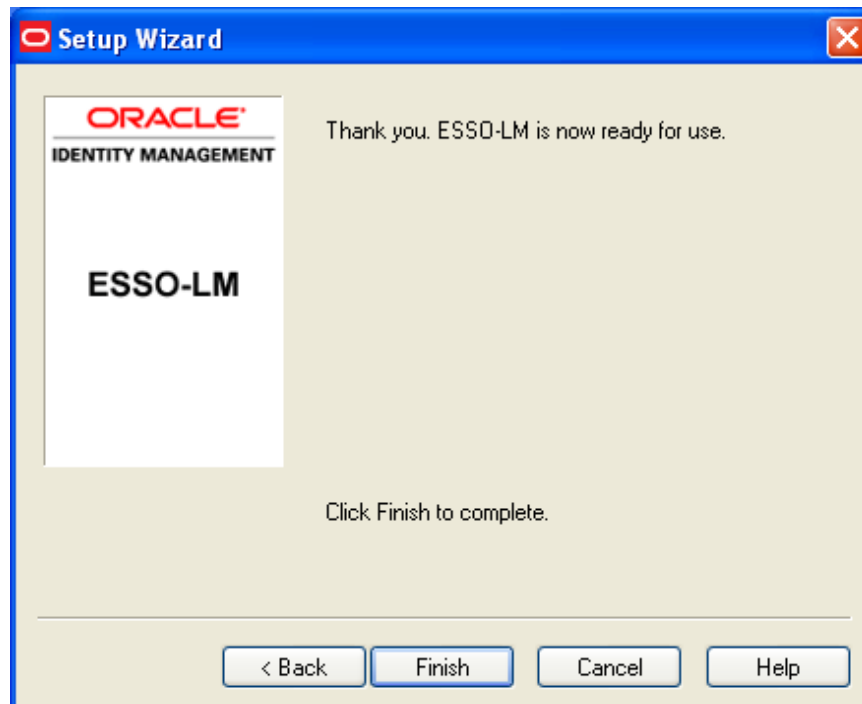 Setup Wizard
ORACLE
IDENTITY MANAGEMENT
ESSO-LM
Thank you. ESSO-LM is now ready for use.
Click Finish to complete.
< Back
Finish
Cancel
Help